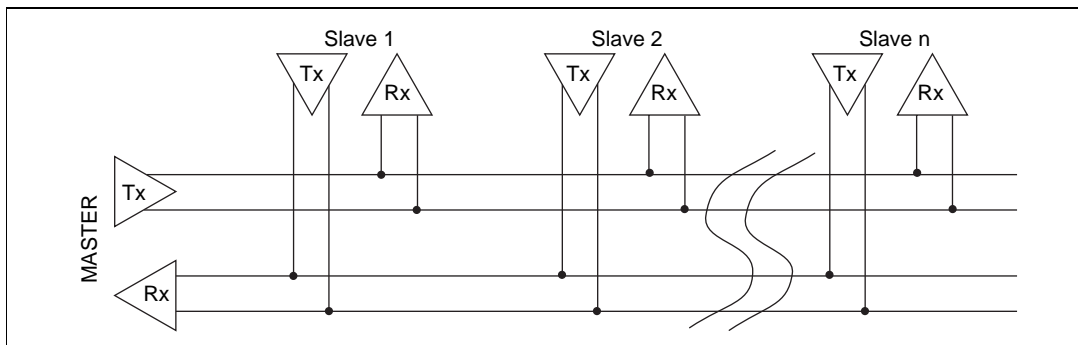 Slave 1
Slave 2
Slave n
Tx
Rx
Tx
Rx
Tx
Rx
MASTER
Tx
Rx